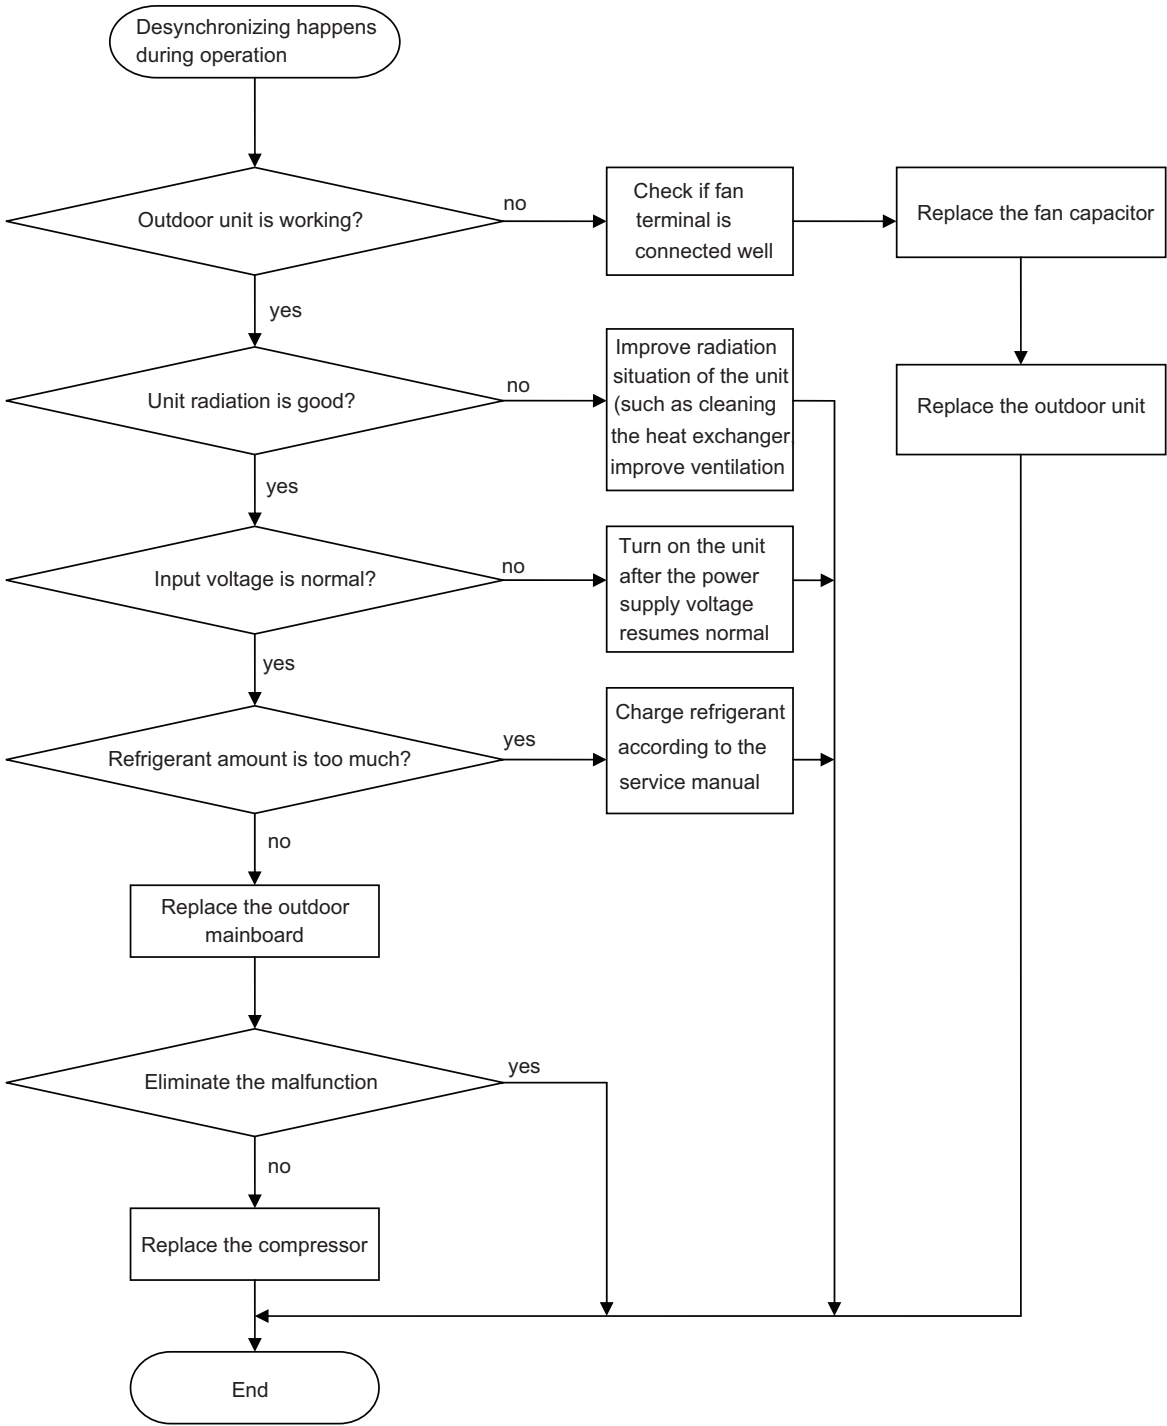 Desynchronizing happens
during operation
Outdoor unit is working?
no
Check if fan
terminal is
connected well
Replace the fan capacitor
yes
Unit radiation is good?
no
Improve radiation
situation of the unit
(such as cleaning
the heat exchanger,
improve ventilation
Replace the outdoor unit
yes
Input voltage is normal?
no
Turn on the unit
after the power
supply voltage
resumes normal
yes
Refrigerant amount is too much?
yes
Charge refrigerant
according to the
service manual
no
Replace the outdoor
mainboard
Eliminate the malfunction
yes
no
Replace the compressor
End